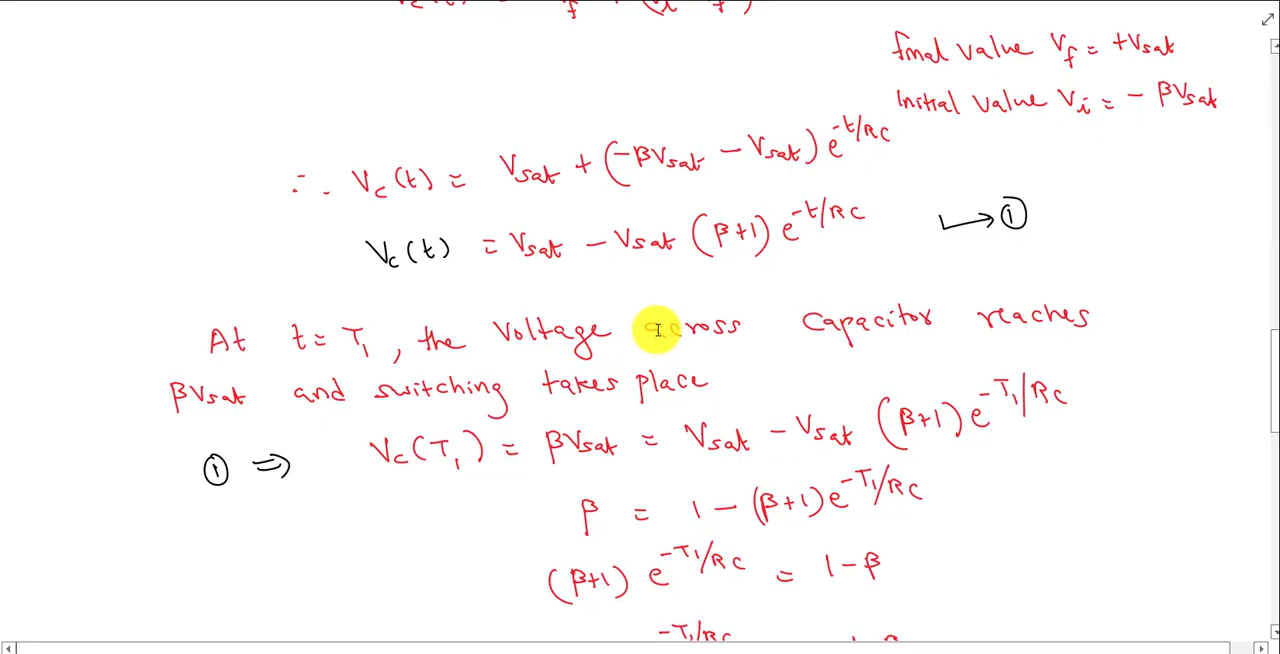 final value Vf = +Vsat
Initial value Vi = - βVsat
∴ Vc(t) = Vsat + (-βVsat - Vsat) e^-t/RC
Vc(t) = Vsat - Vsat (β+1) e^-t/RC ↦ ①
At t = T1, the Voltage across Capacitor reaches
βVsat and switching takes place
① ⇒ Vc(T1) = βVsat = Vsat - Vsat (β+1) e^-T1/RC
β = 1 - (β+1) e^-T1/RC
(β+1) e^-T1/RC = 1 - β
-T1/RC